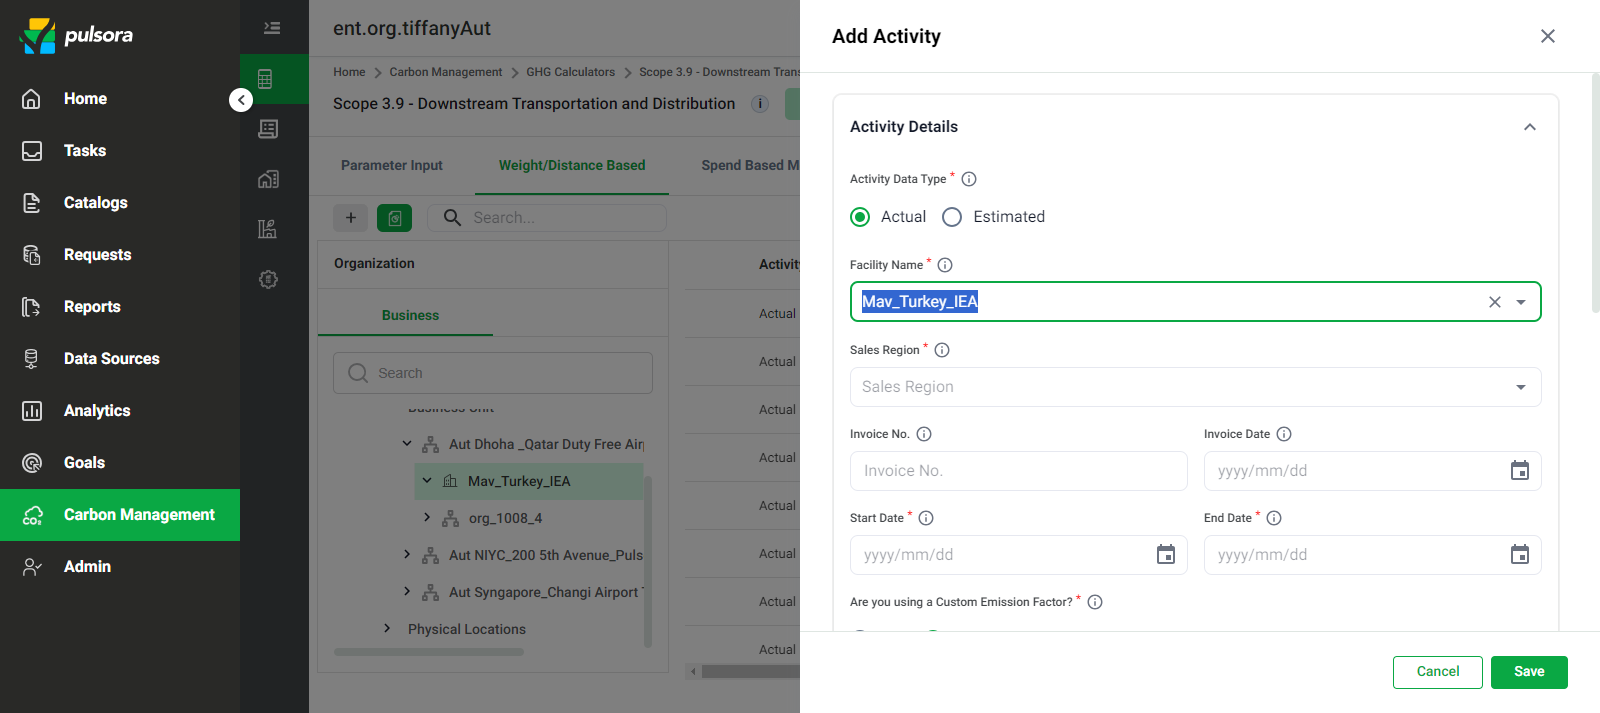 pulsora
Home
Tasks
Catalogs
Requests
Reports
Data Sources
Analytics
Goals
Carbon Management
Admin
ent.org.tiffanyAut
Home > Carbon Management > GHG Calculators > Scope 3.9 - Downstream Trans
Scope 3.9 - Downstream Transportation and Distribution
Parameter Input
Weight/Distance Based
Spend Based M
Search...
Organization
Business
Search
Business Unit
Aut Dhoha _Qatar Duty Free Air
Mav_Turkey_IEA
org_1008_4
Aut NIYC_200 5th Avenue_Puls
Aut Syngapore_Changi Airport T
Physical Locations
Activity
Actual
Actual
Actual
Actual
Actual
Actual
Actual
Actual
Add Activity
Activity Details
Activity Data Type *
Actual
Estimated
Facility Name *
Mav_Turkey_IEA
Sales Region *
Sales Region
Invoice No.
Invoice Date
Invoice No.
yyyy/mm/dd
Start Date *
End Date *
yyyy/mm/dd
yyyy/mm/dd
Are you using a Custom Emission Factor? *
Cancel
Save